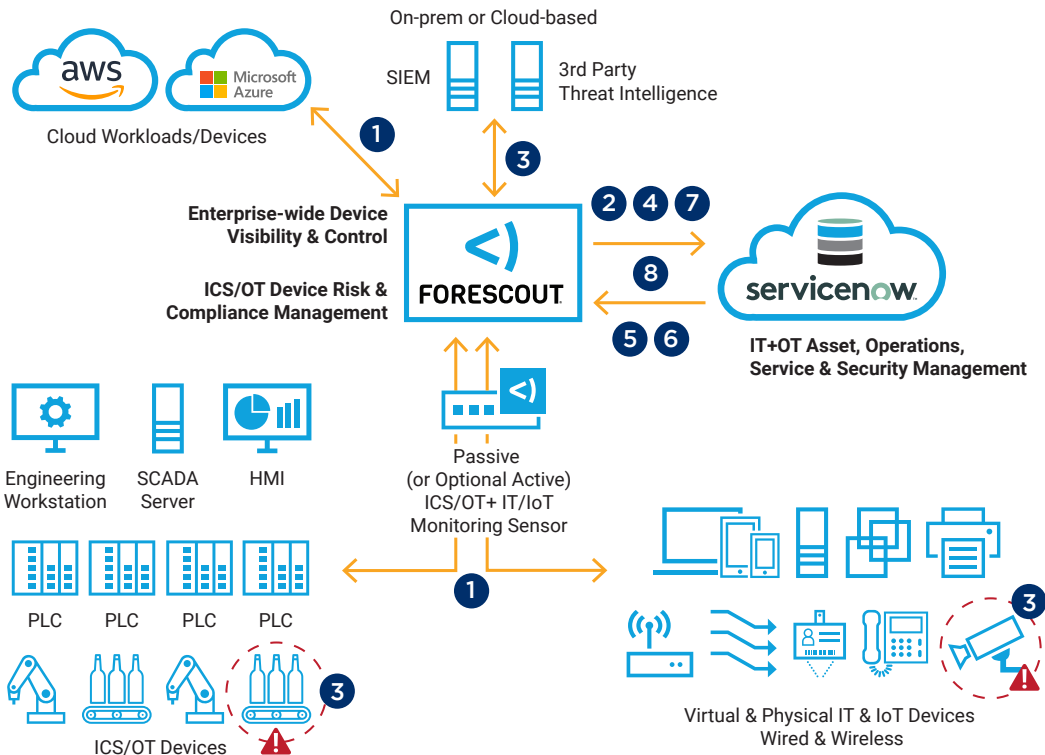 On-prem or Cloud-based
aws
Microsoft
Azure
SIEM
3rd Party
Threat Intelligence
Cloud Workloads/Devices
1
3
Enterprise-wide Device
Visibility & Control
ICS/OT Device Risk &
Compliance Management
FORESCOUT
2 4 7
8
5 6
servicenow
IT+OT Asset, Operations,
Service & Security Management
Engineering
Workstation
SCADA
Server
HMI
Passive
(or Optional Active)
ICS/OT+ IT/IoT
Monitoring Sensor
1
PLC PLC PLC PLC
3
ICS/OT Devices
3
Virtual & Physical IT & IoT Devices
Wired & Wireless